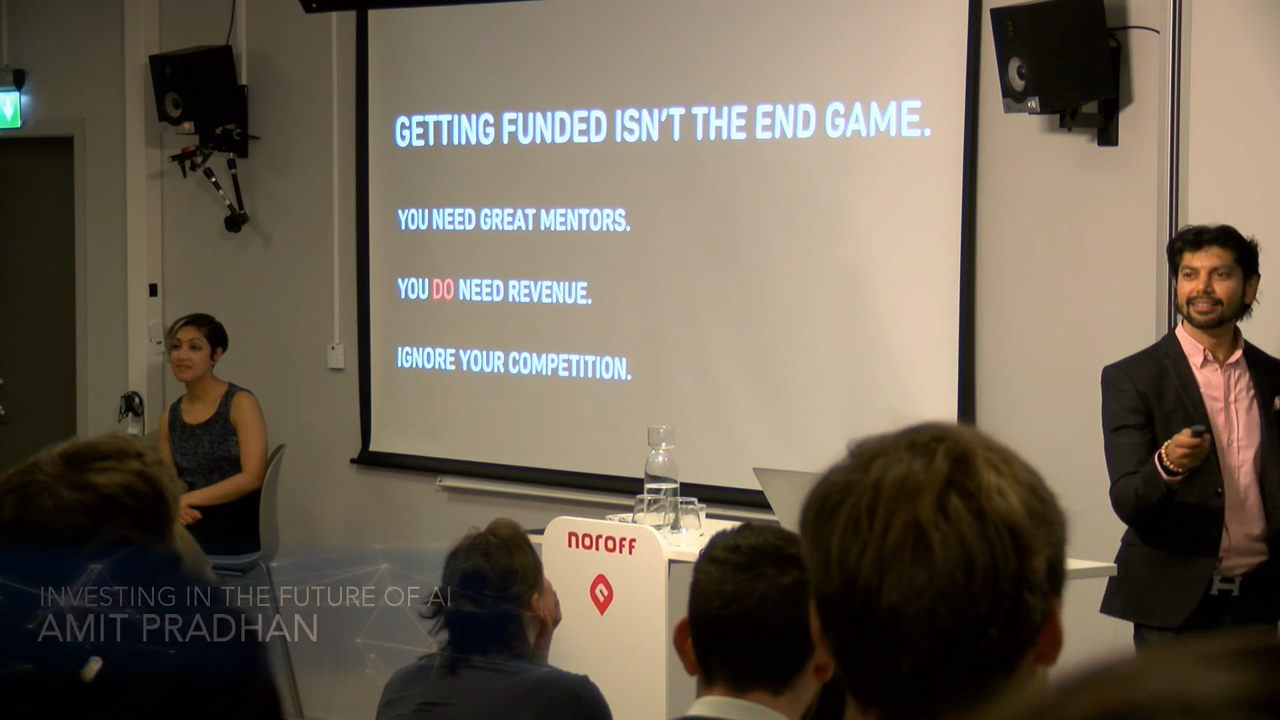 GETTING FUNDED ISN'T THE END GAME.
YOU NEED GREAT MENTORS.
YOU DO NEED REVENUE.
IGNORE YOUR COMPETITION.
noroff
INVESTING IN THE FUTURE OF AI
AMIT PRADHAN